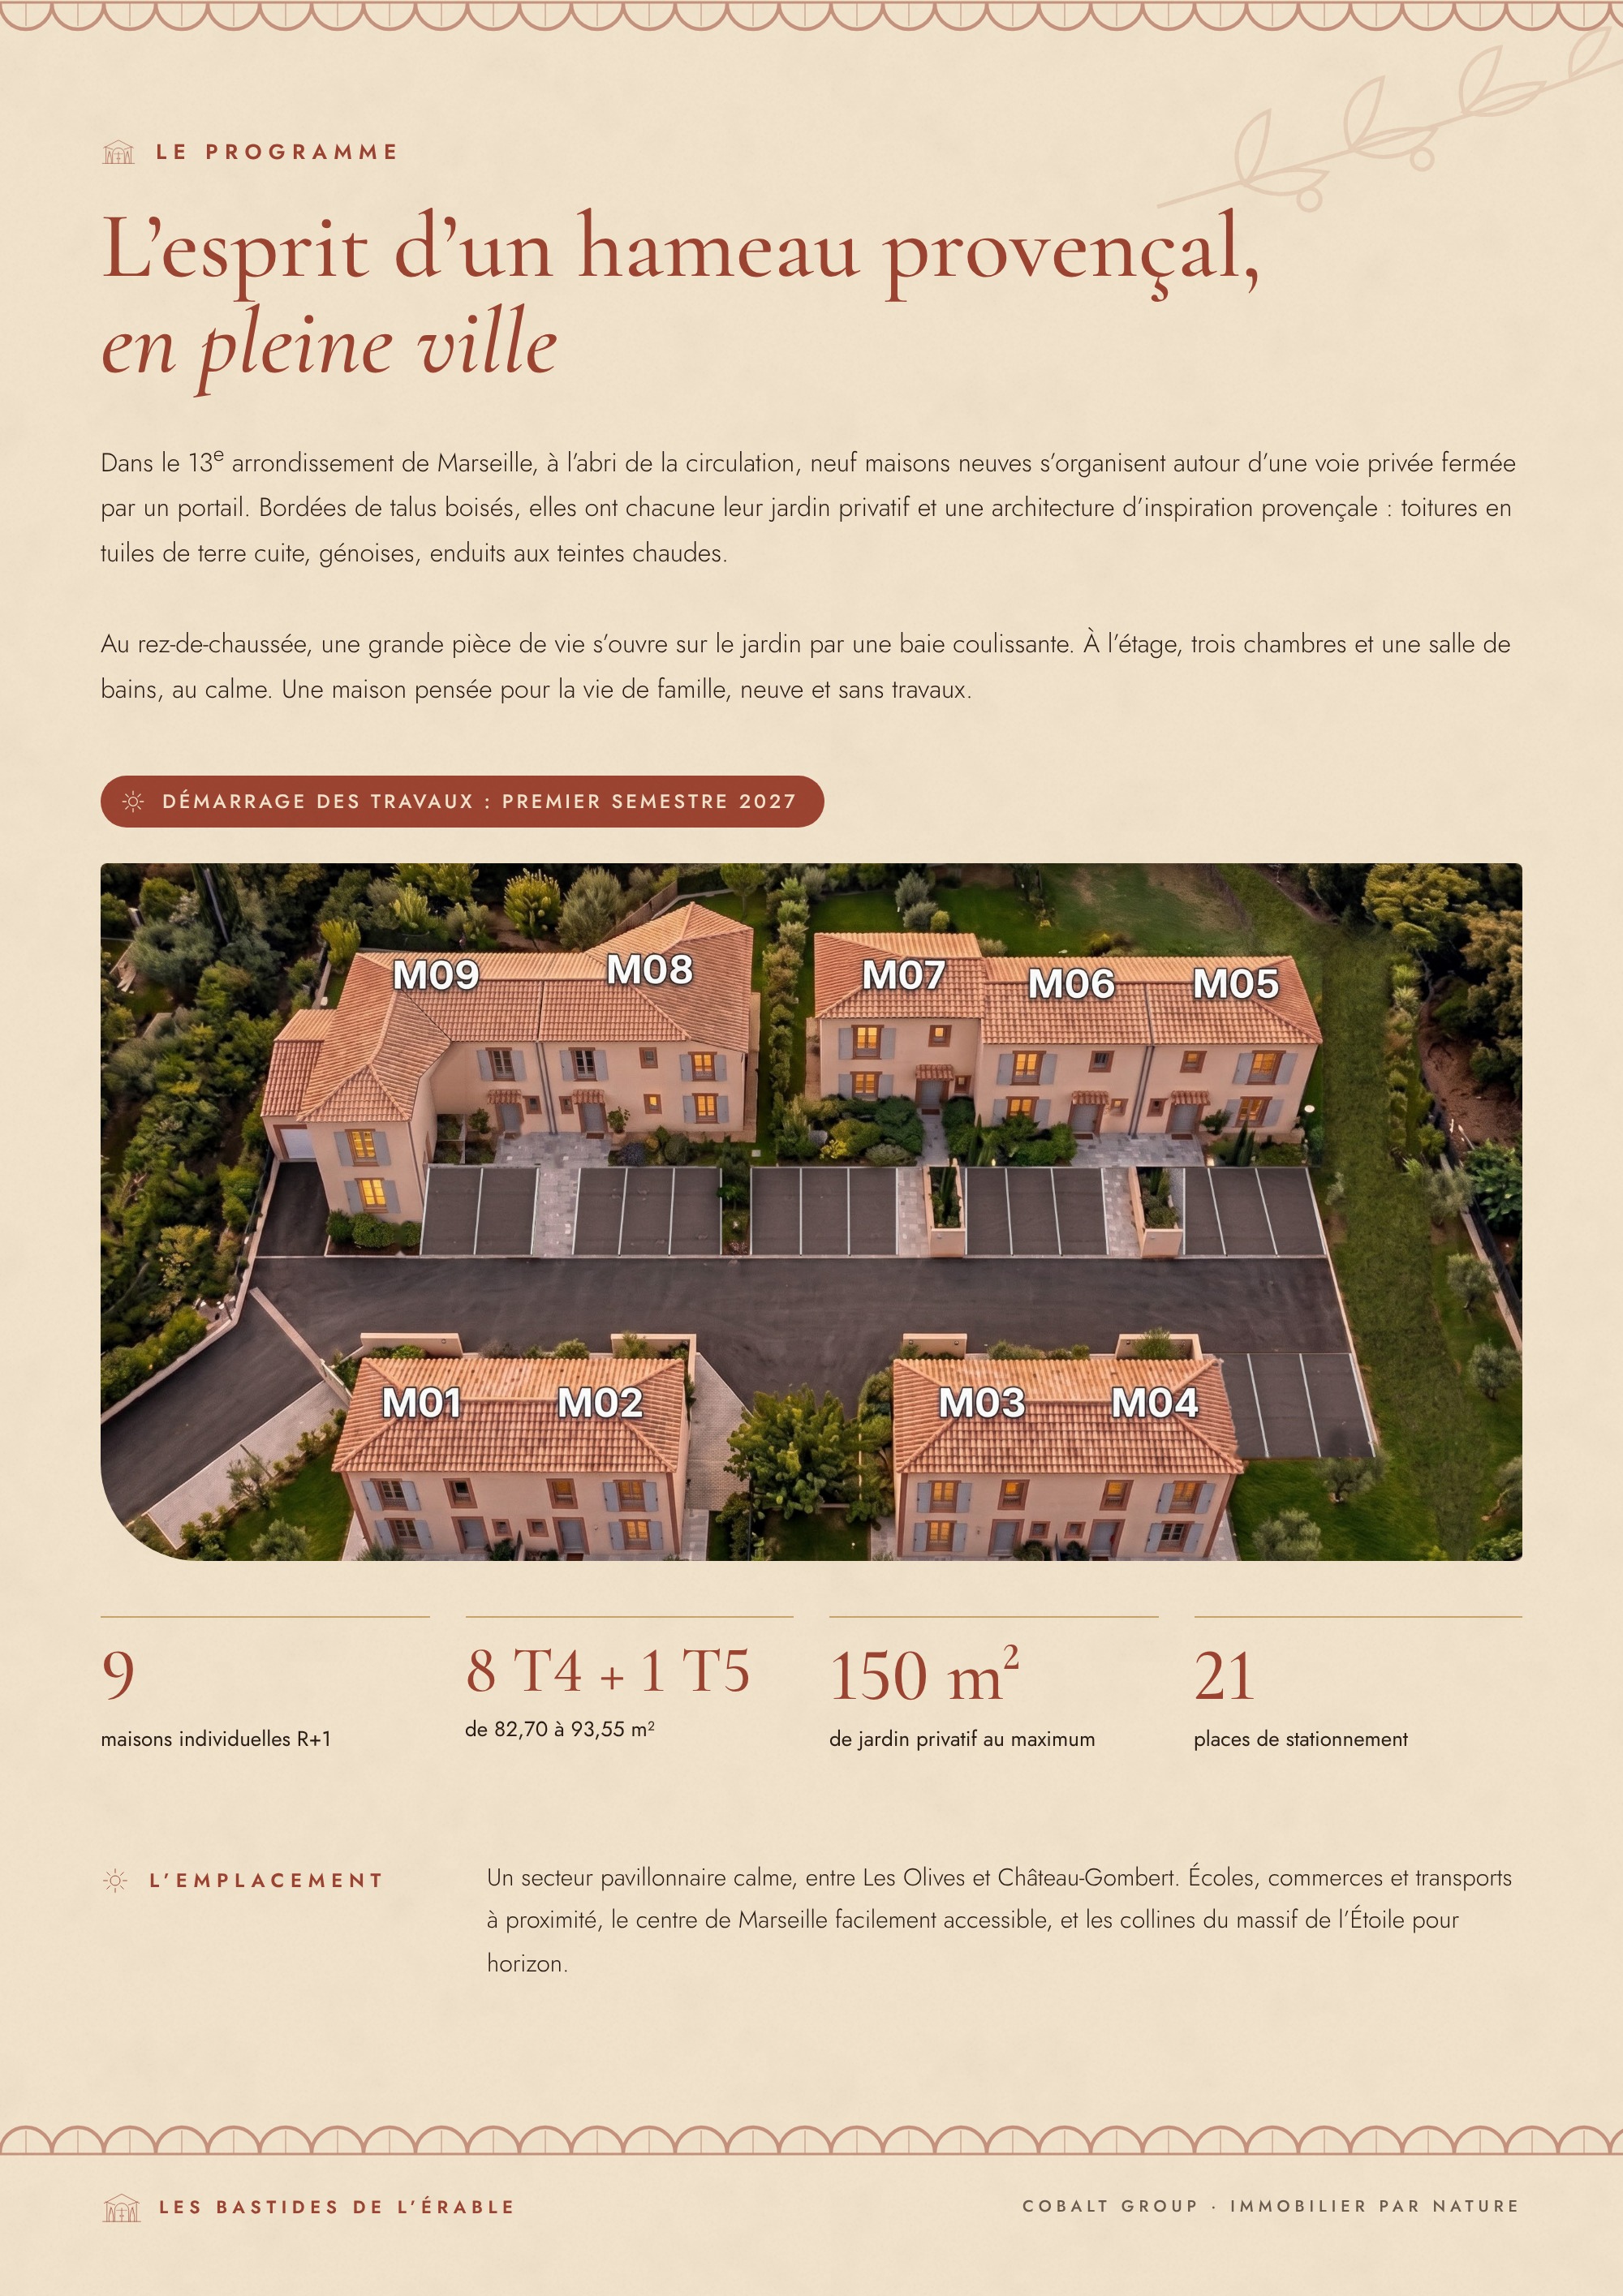 LE PROGRAMME
L’esprit d’un hameau provençal,
en pleine ville
Dans le 13e arrondissement de Marseille, à l’abri de la circulation, neuf maisons neuves s’organisent autour d’une voie privée fermée
par un portail. Bordées de talus boisés, elles ont chacune leur jardin privatif et une architecture d’inspiration provençale : toitures en
tuiles de terre cuite, génoises, enduits aux teintes chaudes.
Au rez-de-chaussée, une grande pièce de vie s’ouvre sur le jardin par une baie coulissante. À l’étage, trois chambres et une salle de
bains, au calme. Une maison pensée pour la vie de famille, neuve et sans travaux.
DÉMARRAGE DES TRAVAUX : PREMIER SEMESTRE 2027
M09 M08 M07 M06 M05
M01 M02 M03 M04
9
maisons individuelles R+1
8 T4 + 1 T5
de 82,70 à 93,55 m²
150 m²
de jardin privatif au maximum
21
places de stationnement
L’EMPLACEMENT
Un secteur pavillonnaire calme, entre Les Olives et Château-Gombert. Écoles, commerces et transports
à proximité, le centre de Marseille facilement accessible, et les collines du massif de l’Étoile pour
horizon.
LES BASTIDES DE L’ÉRABLE
COBALT GROUP · IMMOBILIER PAR NATURE